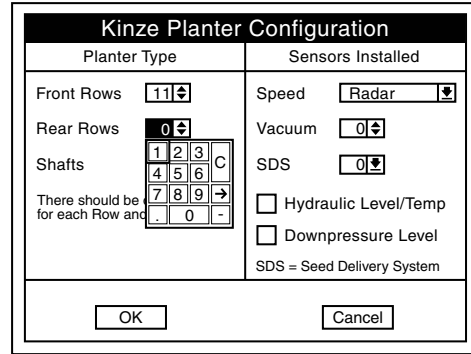 Kinze Planter Configuration
Planter Type
Sensors Installed
Front Rows 11
Speed Radar
Rear Rows 0
Vacuum 0
1 2 3 C
4 5 6
7 8 9 →
. 0 -
Shafts
SDS 0
There should be
for each Row and
Hydraulic Level/Temp
Downpressure Level
SDS = Seed Delivery System
OK
Cancel